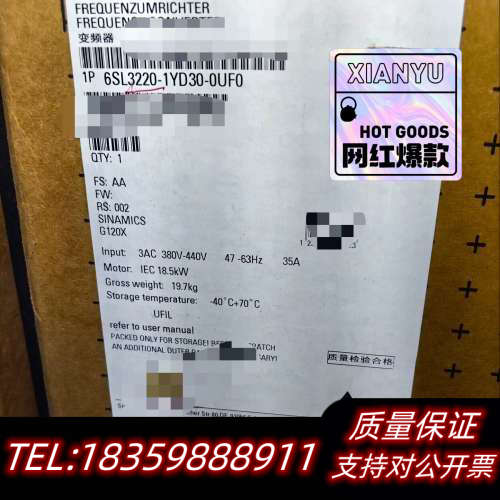 FREQUENZUMRICHTER
变频器
1P 6SL3220-1YD30-0UF0
QTY: 1
FS: AA
FW:
RS: 002
SINAMICS
G120X
Input: 3AC 380V-440V 47 -63Hz 35A
Motor: IEC 18.5kW
Gross weight: 19.7kg
Storage temperature: -40°C+70°C
UFIL
refer to user manual
PACKED ONLY FOR STORAGE!
AN ADDITIONAL OUTER
质量检验合格
XIANYU
HOT GOODS
网红爆款
TEL:18359888911
质量保证
支持对公开票